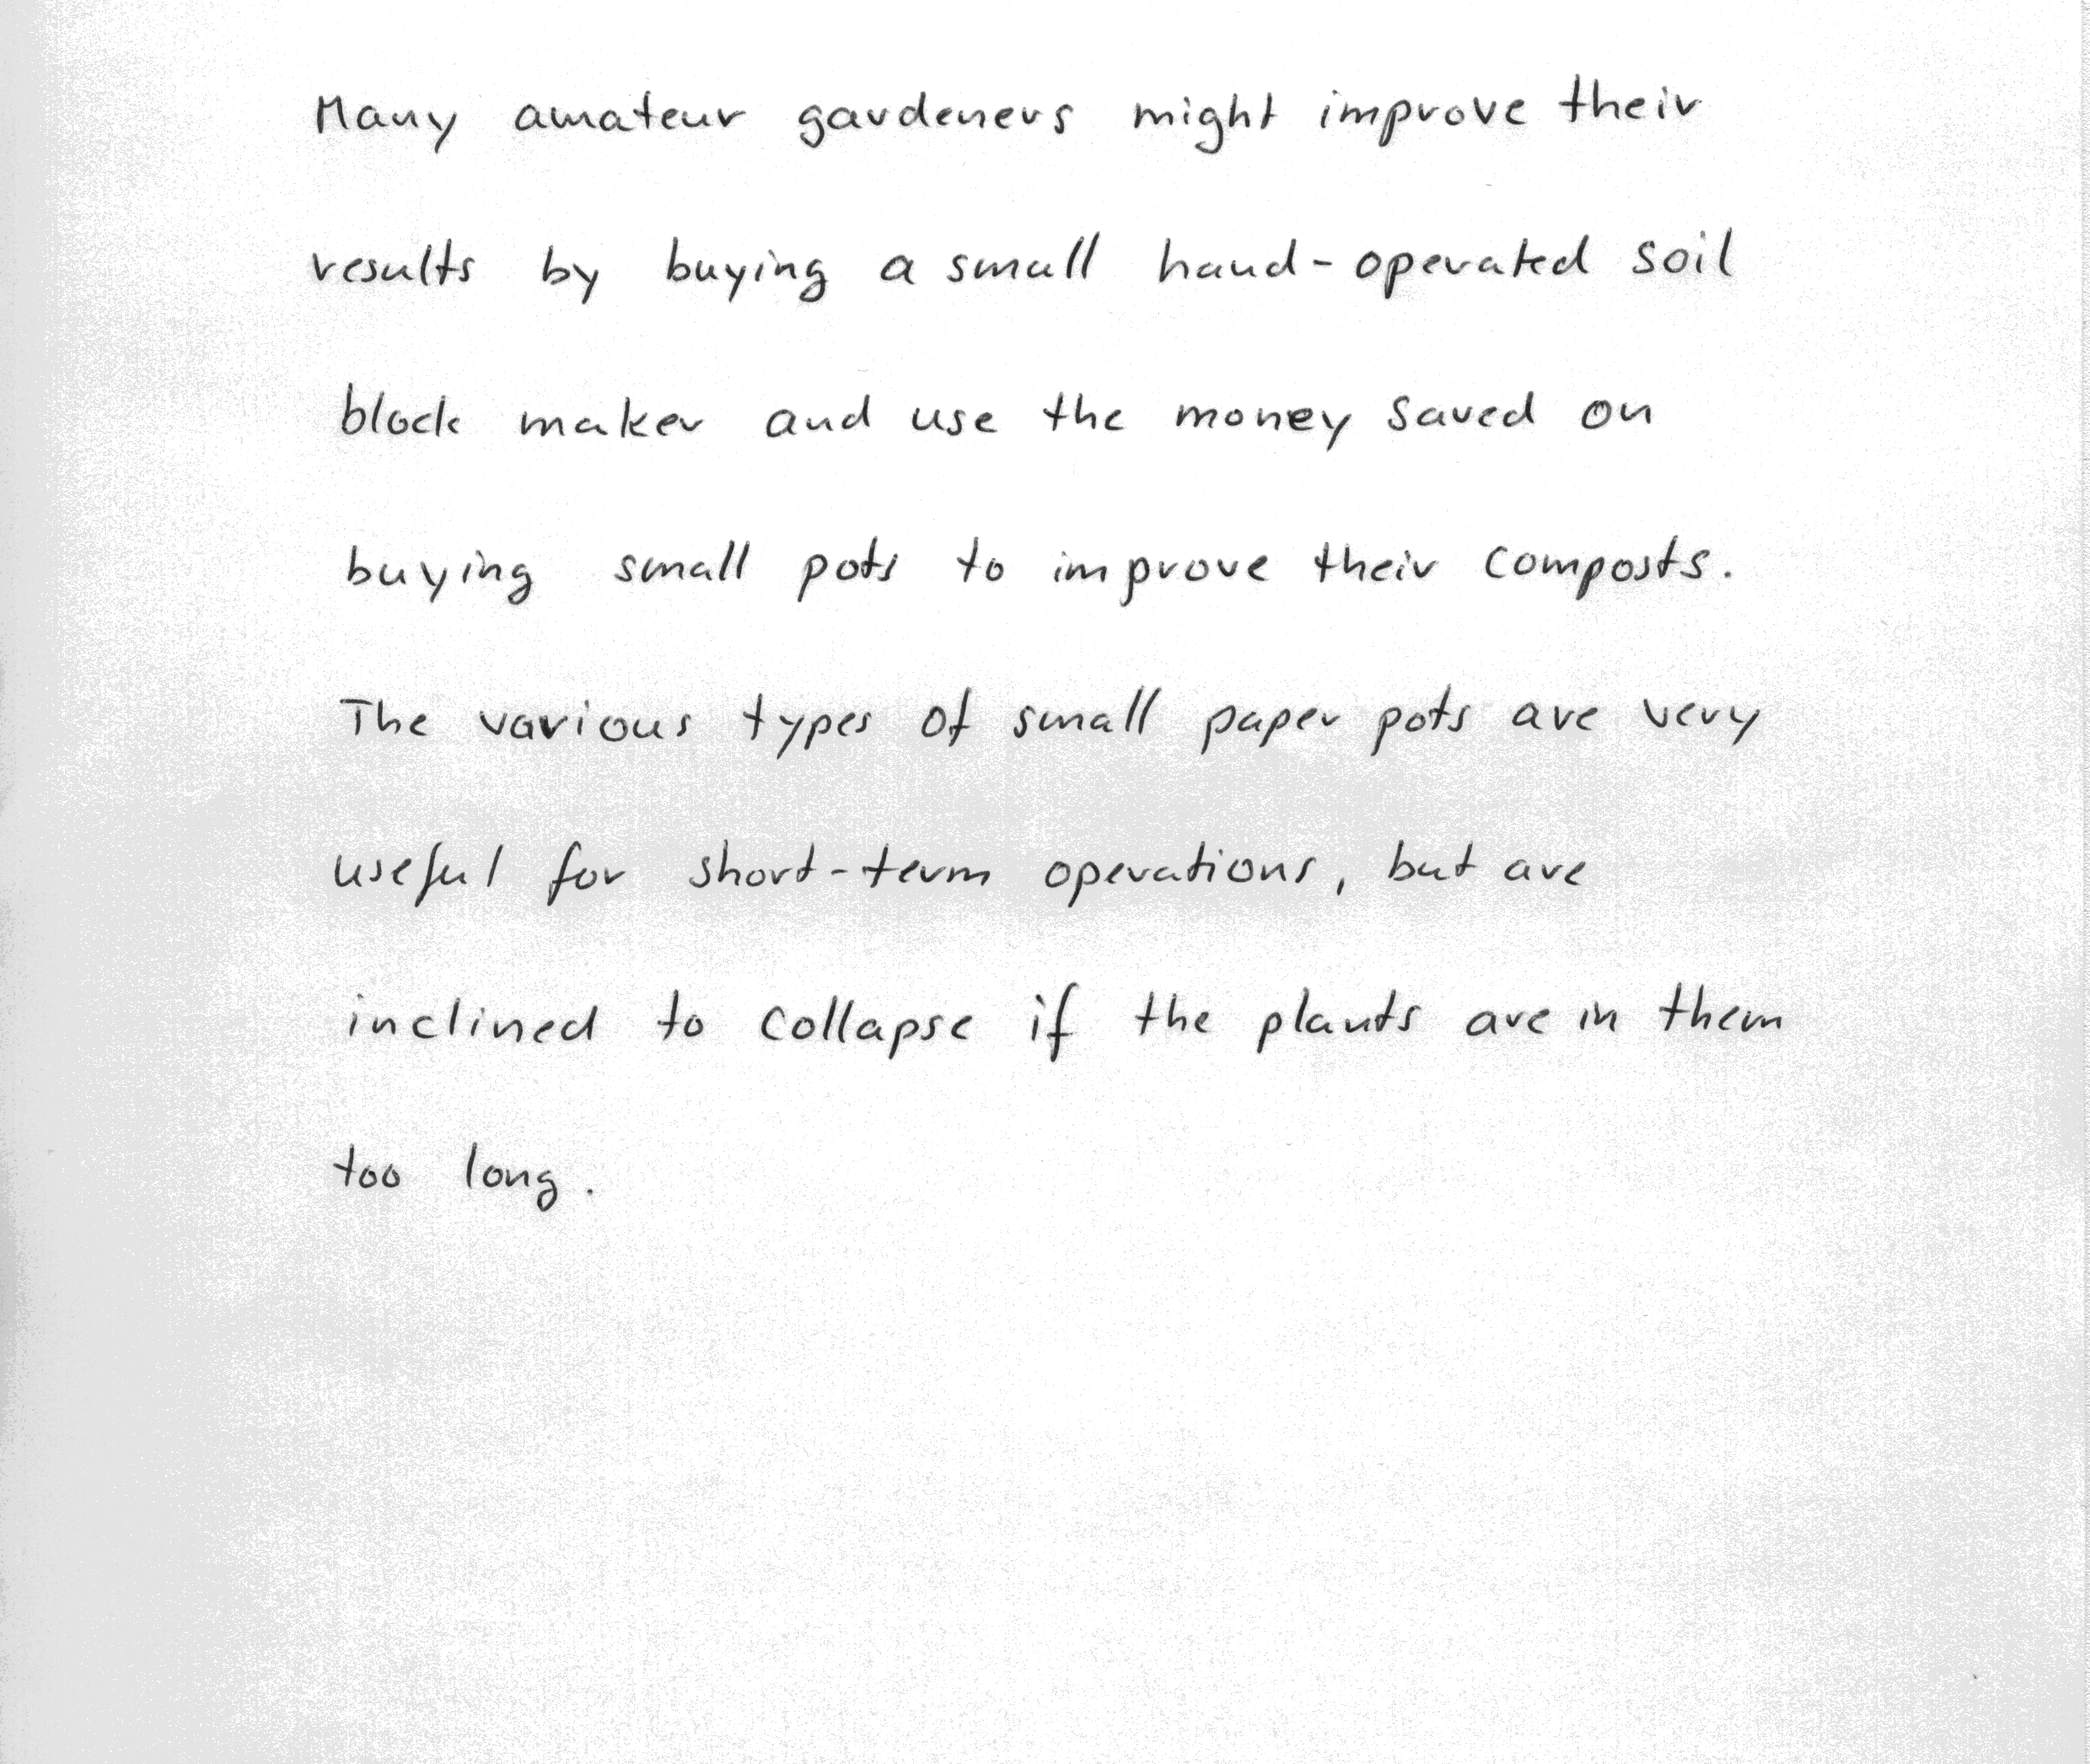 Many amateur gardeners might improve their
results by buying a small hand-operated soil
block maker and use the money saved on
buying small pots to improve their composts.
The various types of small paper pots are very
useful for short-term operations, but are
inclined to collapse if the plants are in them
too long.